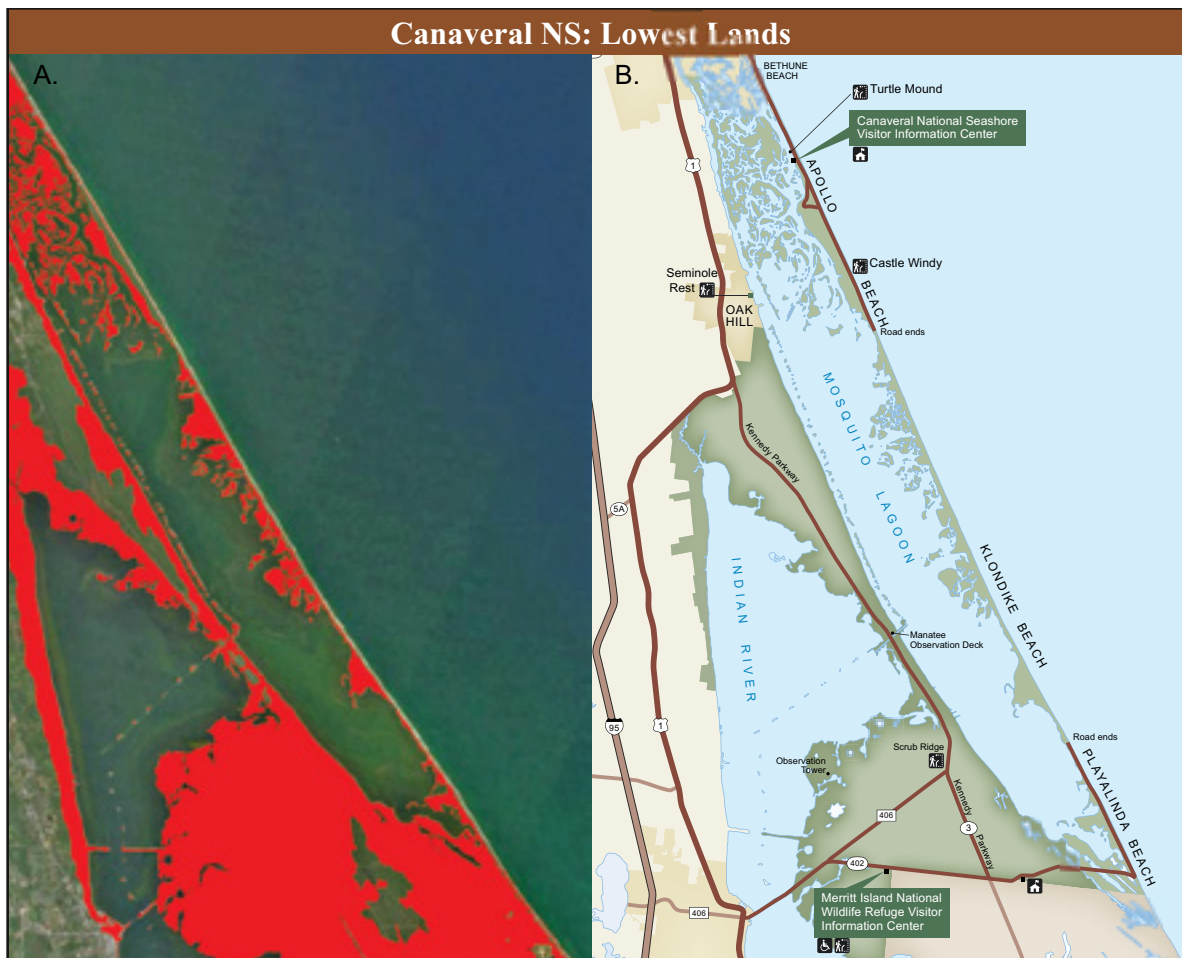 Canaveral NS: Lowest Lands
A.
B.
BETHUNE
BEACH
Turtle Mound
Canaveral National Seashore
Visitor Information Center
1
APOLLO
BEACH
Castle Windy
Seminole
Rest
OAK
HILL
Road ends
MOSQUITO
LAGOON
Kennedy Parkway
5A
INDIAN RIVER
KLONDIKE BEACH
Manatee
Observation Deck
95
1
Road ends
Scrub Ridge
Observation
Tower
PLAYALINDA BEACH
406
Kennedy
Parkway
3
402
Merritt Island National
Wildlife Refuge Visitor
Information Center
406